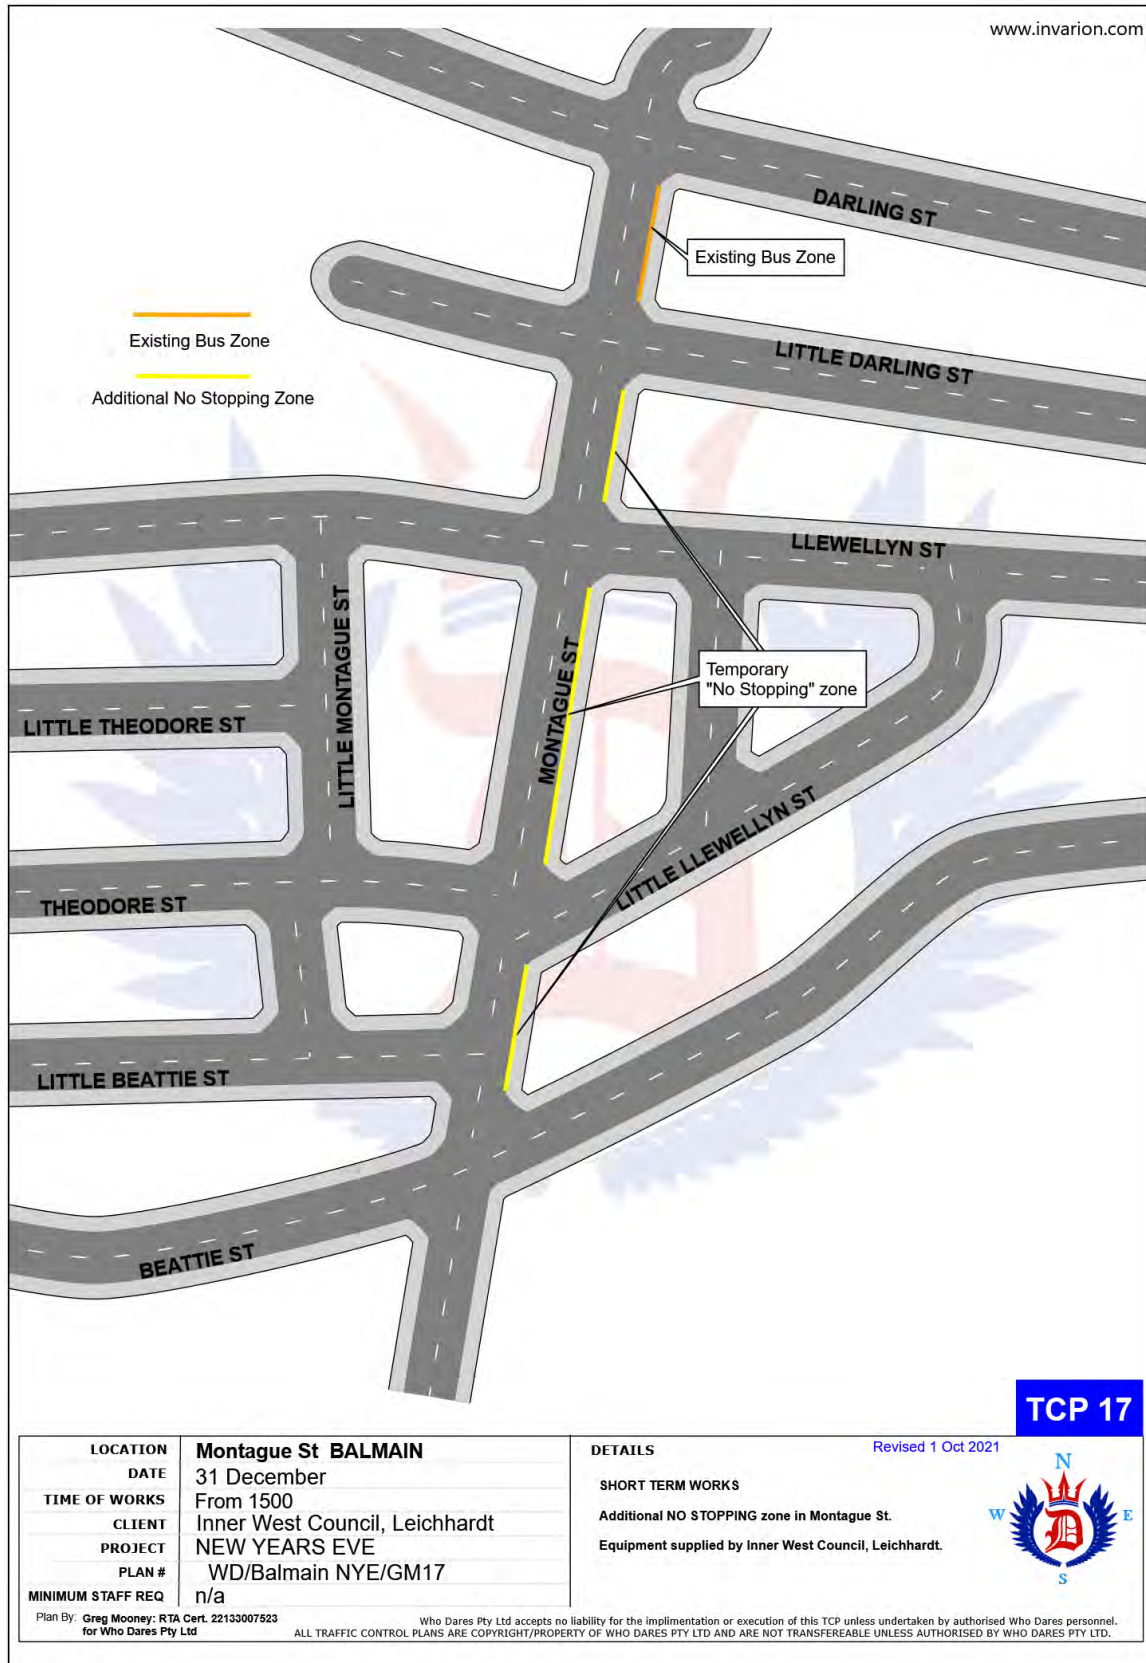 www.invarion.com
DARLING ST
Existing Bus Zone
LITTLE DARLING ST
Existing Bus Zone
Additional No Stopping Zone
LLEWELLYN ST
LITTLE MONTAGUE ST
MONTAGUE ST
Temporary
"No Stopping" zone
LITTLE THEODORE ST
LITTLE LLEWELLYN ST
THEODORE ST
LITTLE BEATTIE ST
BEATTIE ST
TCP 17
LOCATION Montague St BALMAIN
DATE 31 December
TIME OF WORKS From 1500
CLIENT Inner West Council, Leichhardt
PROJECT NEW YEARS EVE
PLAN # WD/Balmain NYE/GM17
MINIMUM STAFF REQ n/a
DETAILS
Revised 1 Oct 2021
SHORT TERM WORKS
Additional NO STOPPING zone in Montague St.
Equipment supplied by Inner West Council, Leichhardt.
N
W E
D
S
Plan By: Greg Mooney: RTA Cert. 22133007523
for Who Dares Pty Ltd
Who Dares Pty Ltd accepts no liability for the implimentation or execution of this TCP unless undertaken by authorised Who Dares personnel.
ALL TRAFFIC CONTROL PLANS ARE COPYRIGHT/PROPERTY OF WHO DARES PTY LTD AND ARE NOT TRANSFEREABLE UNLESS AUTHORISED BY WHO DARES PTY LTD.